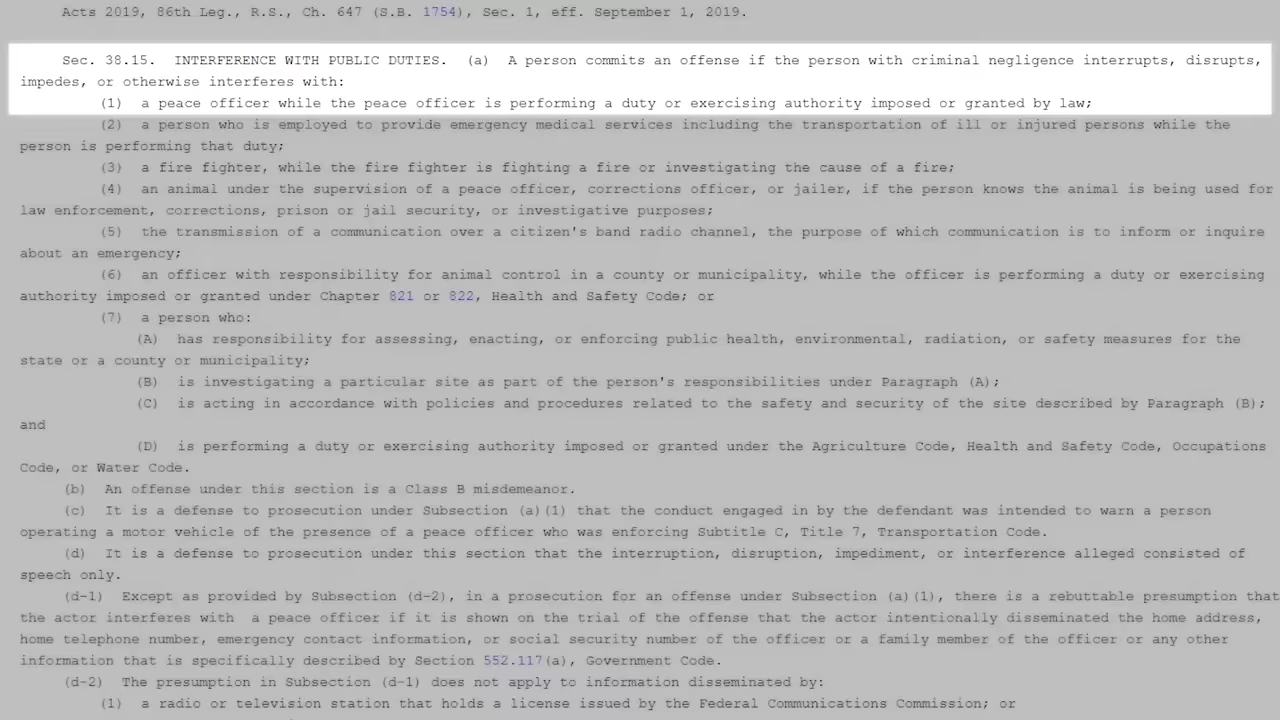 Acts 2019, 86th Leg., R.S., Ch. 647 (S.B. 1754), Sec. 1, eff. September 1, 2019.
Sec. 38.15. INTERFERENCE WITH PUBLIC DUTIES. (a) A person commits an offense if the person with criminal negligence interrupts, disrupts,
impedes, or otherwise interferes with:
(1) a peace officer while the peace officer is performing a duty or exercising authority imposed or granted by law;
(2) a person who is employed to provide emergency medical services including the transportation of ill or injured persons while the
person is performing that duty;
(3) a fire fighter, while the fire fighter is fighting a fire or investigating the cause of a fire;
(4) an animal under the supervision of a peace officer, corrections officer, or jailer, if the person knows the animal is being used for
law enforcement, corrections, prison or jail security, or investigative purposes;
(5) the transmission of a communication over a citizen's band radio channel, the purpose of which communication is to inform or inquire
about an emergency;
(6) an officer with responsibility for animal control in a county or municipality, while the officer is performing a duty or exercising
authority imposed or granted under Chapter 821 or 822, Health and Safety Code; or
(7) a person who:
(A) has responsibility for assessing, enacting, or enforcing public health, environmental, radiation, or safety measures for the
state or a county or municipality;
(B) is investigating a particular site as part of the person's responsibilities under Paragraph (A);
(C) is acting in accordance with policies and procedures related to the safety and security of the site described by Paragraph (B);
and
(D) is performing a duty or exercising authority imposed or granted under the Agriculture Code, Health and Safety Code, Occupations
Code, or Water Code.
(b) An offense under this section is a Class B misdemeanor.
(c) It is a defense to prosecution under Subsection (a)(1) that the conduct engaged in by the defendant was intended to warn a person
operating a motor vehicle of the presence of a peace officer who was enforcing Subtitle C, Title 7, Transportation Code.
(d) It is a defense to prosecution under this section that the interruption, disruption, impediment, or interference alleged consisted of
speech only.
(d-1) Except as provided by Subsection (d-2), in a prosecution for an offense under Subsection (a)(1), there is a rebuttable presumption that
the actor interferes with a peace officer if it is shown on the trial of the offense that the actor intentionally disseminated the home address,
home telephone number, emergency contact information, or social security number of the officer or a family member of the officer or any other
information that is specifically described by Section 552.117(a), Government Code.
(d-2) The presumption in Subsection (d-1) does not apply to information disseminated by:
(1) a radio or television station that holds a license issued by the Federal Communications Commission; or